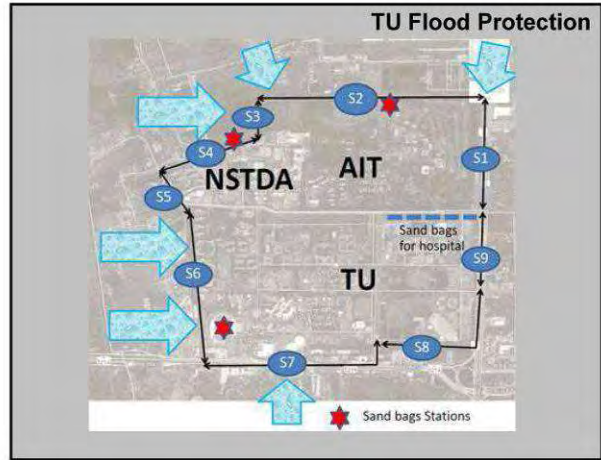 TU Flood Protection
S2
S3
S4
S1
NSTDA
AIT
S5
Sand bags
for hospital
S9
S6
TU
S8
S7
Sand bags Stations